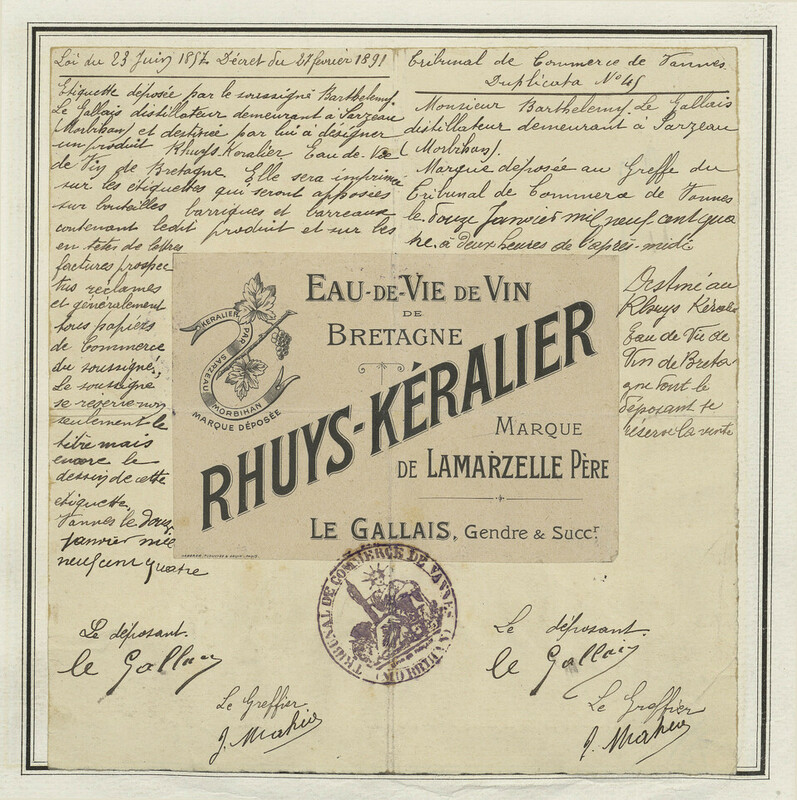 Loi du 23 Juin 1857 Décret du 27 février 1891
Etiquette déposée par le soussigné Barthelemy
Le Gallais distillateur demeurant à Sarzeau
(Morbihan) et destinée par lui à désigner
un produit Rhuys Keralier Eau-de-Vie
de Vin de Bretagne Elle sera imprimée
sur les étiquettes qui seront apposées
sur bouteilles barriques et barreaux
contenant ledit produit et sur les
en têtes de lettres
factures prospec
tus réclames
et généralement
tous papiers
de Commerce
du soussigné,
Le soussigné
se réserve non
seulement le
titre mais
encore le
dessin de cette
etiquette,
Vannes le douze
janvier mil
neuf cent quatre
Le déposant.
le Gallais
Le Greffier
J. Mahéo
Tribunal de Commerce de Vannes
Duplicata No 45
Monsieur Barthelemy Le Gallais
distillateur demeurant à Sarzeau
(Morbihan).
Marque déposée au Greffe du
Tribunal de Commerce de Vannes
le douze Janvier mil neuf cent qua
tre à deux heures de l'après-midi
Destiné au
Rhuys Kéralier
Eau de Vie de
Vin de Breta
gne dont le
déposant se
réserve la vente
Le déposant.
le Gallais
Le Greffier
J. Mahéo
EAU-DE-VIE DE VIN
DE
BRETAGNE
KERALIER PAR SARZEAU MORBIHAN
MARQUE DÉPOSÉE
RHUYS-KÉRALIER
MARQUE
DE LAMARZELLE PÈRE
LE GALLAIS, Gendre & Succr
TRIBUNAL DE COMMERCE DE VANNES (MORBIHAN)